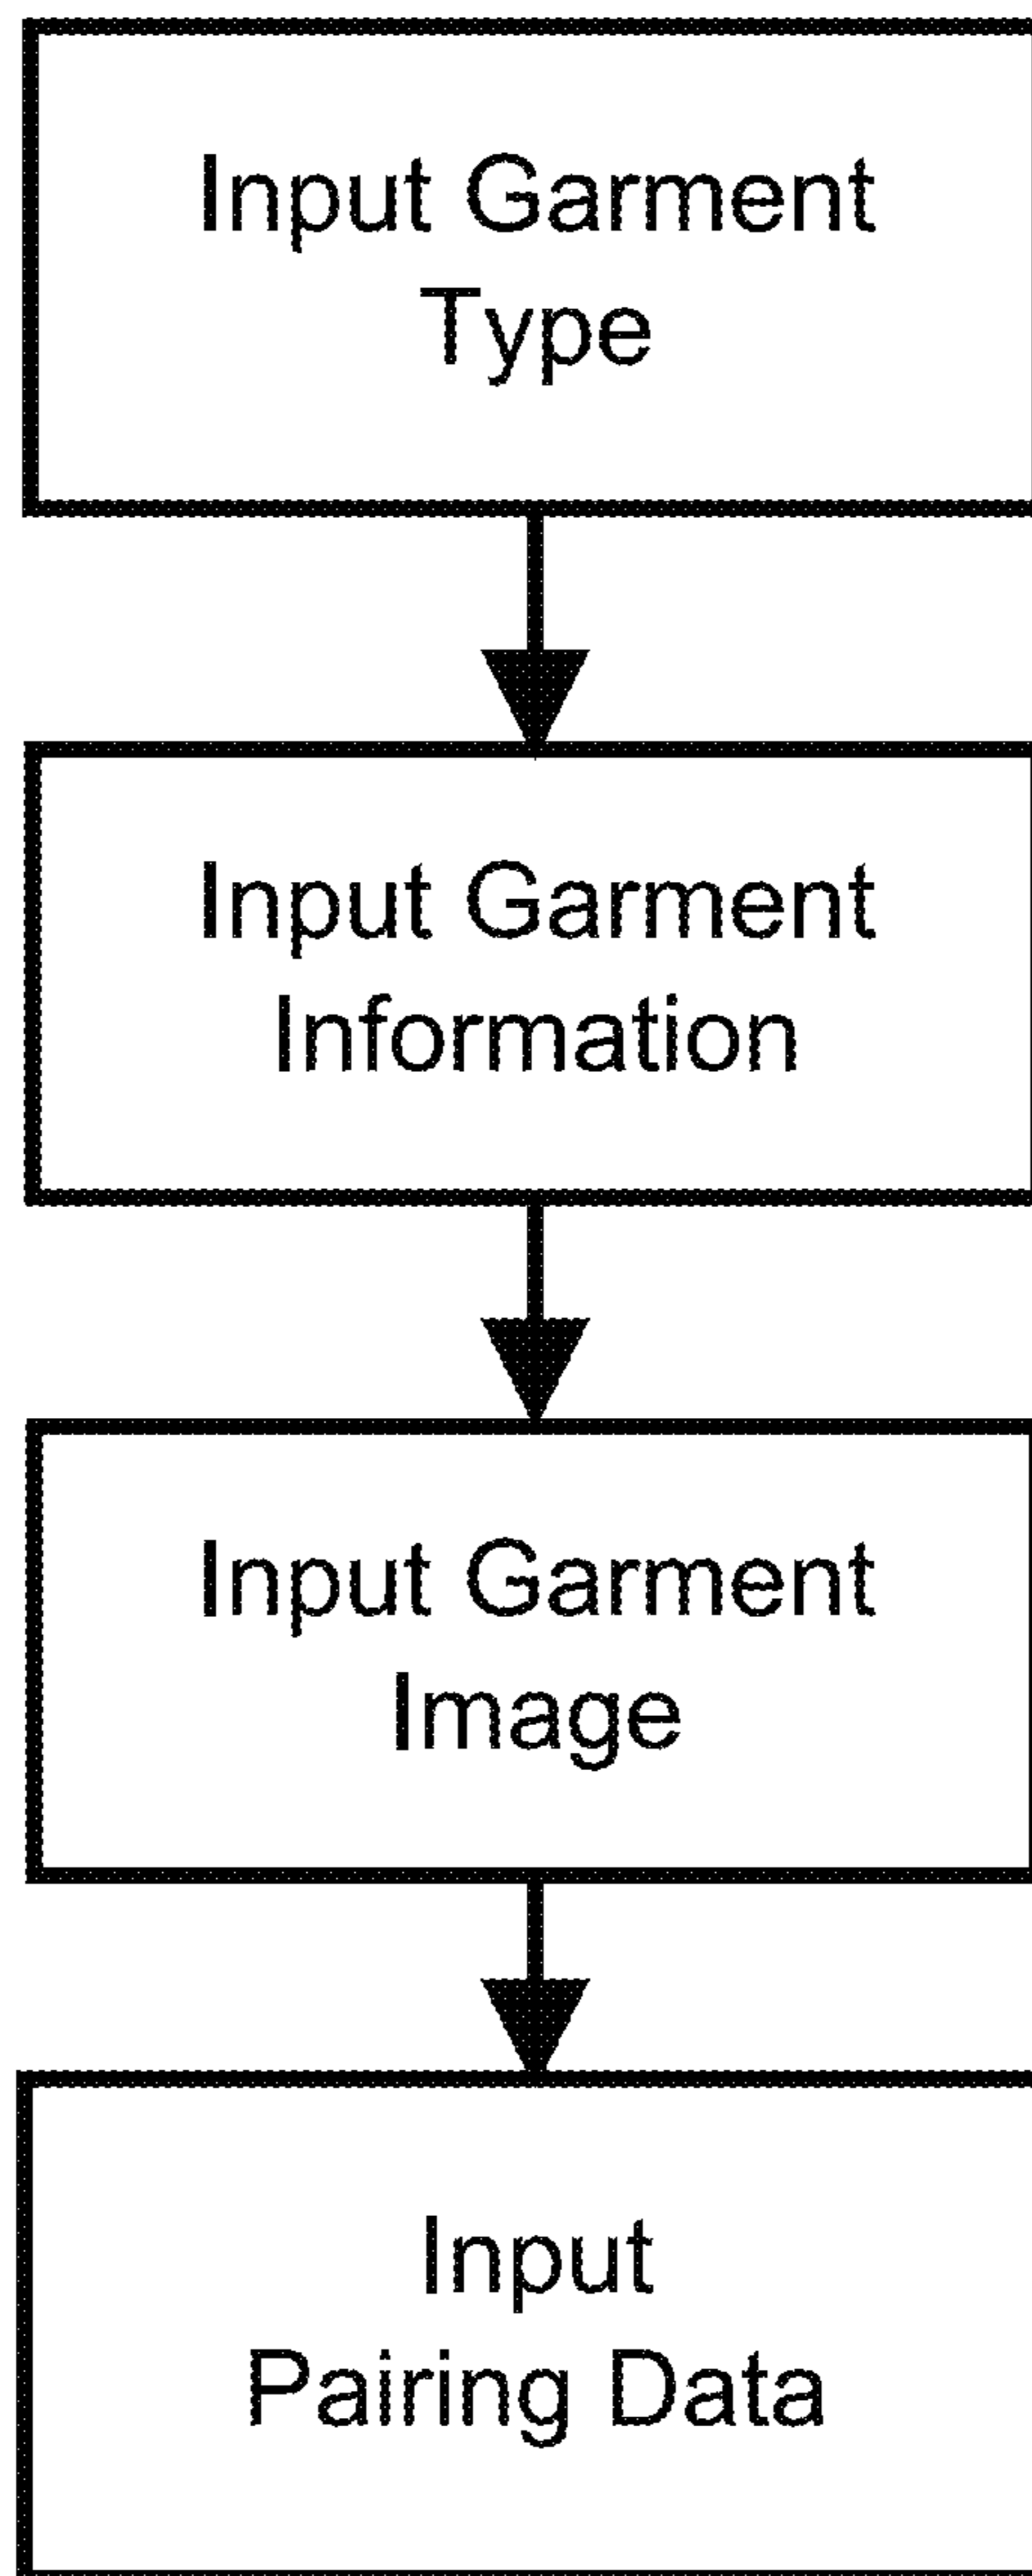 Input Garment
Type
Input Garment
Information
Input Garment
Image
Input
Pairing Data